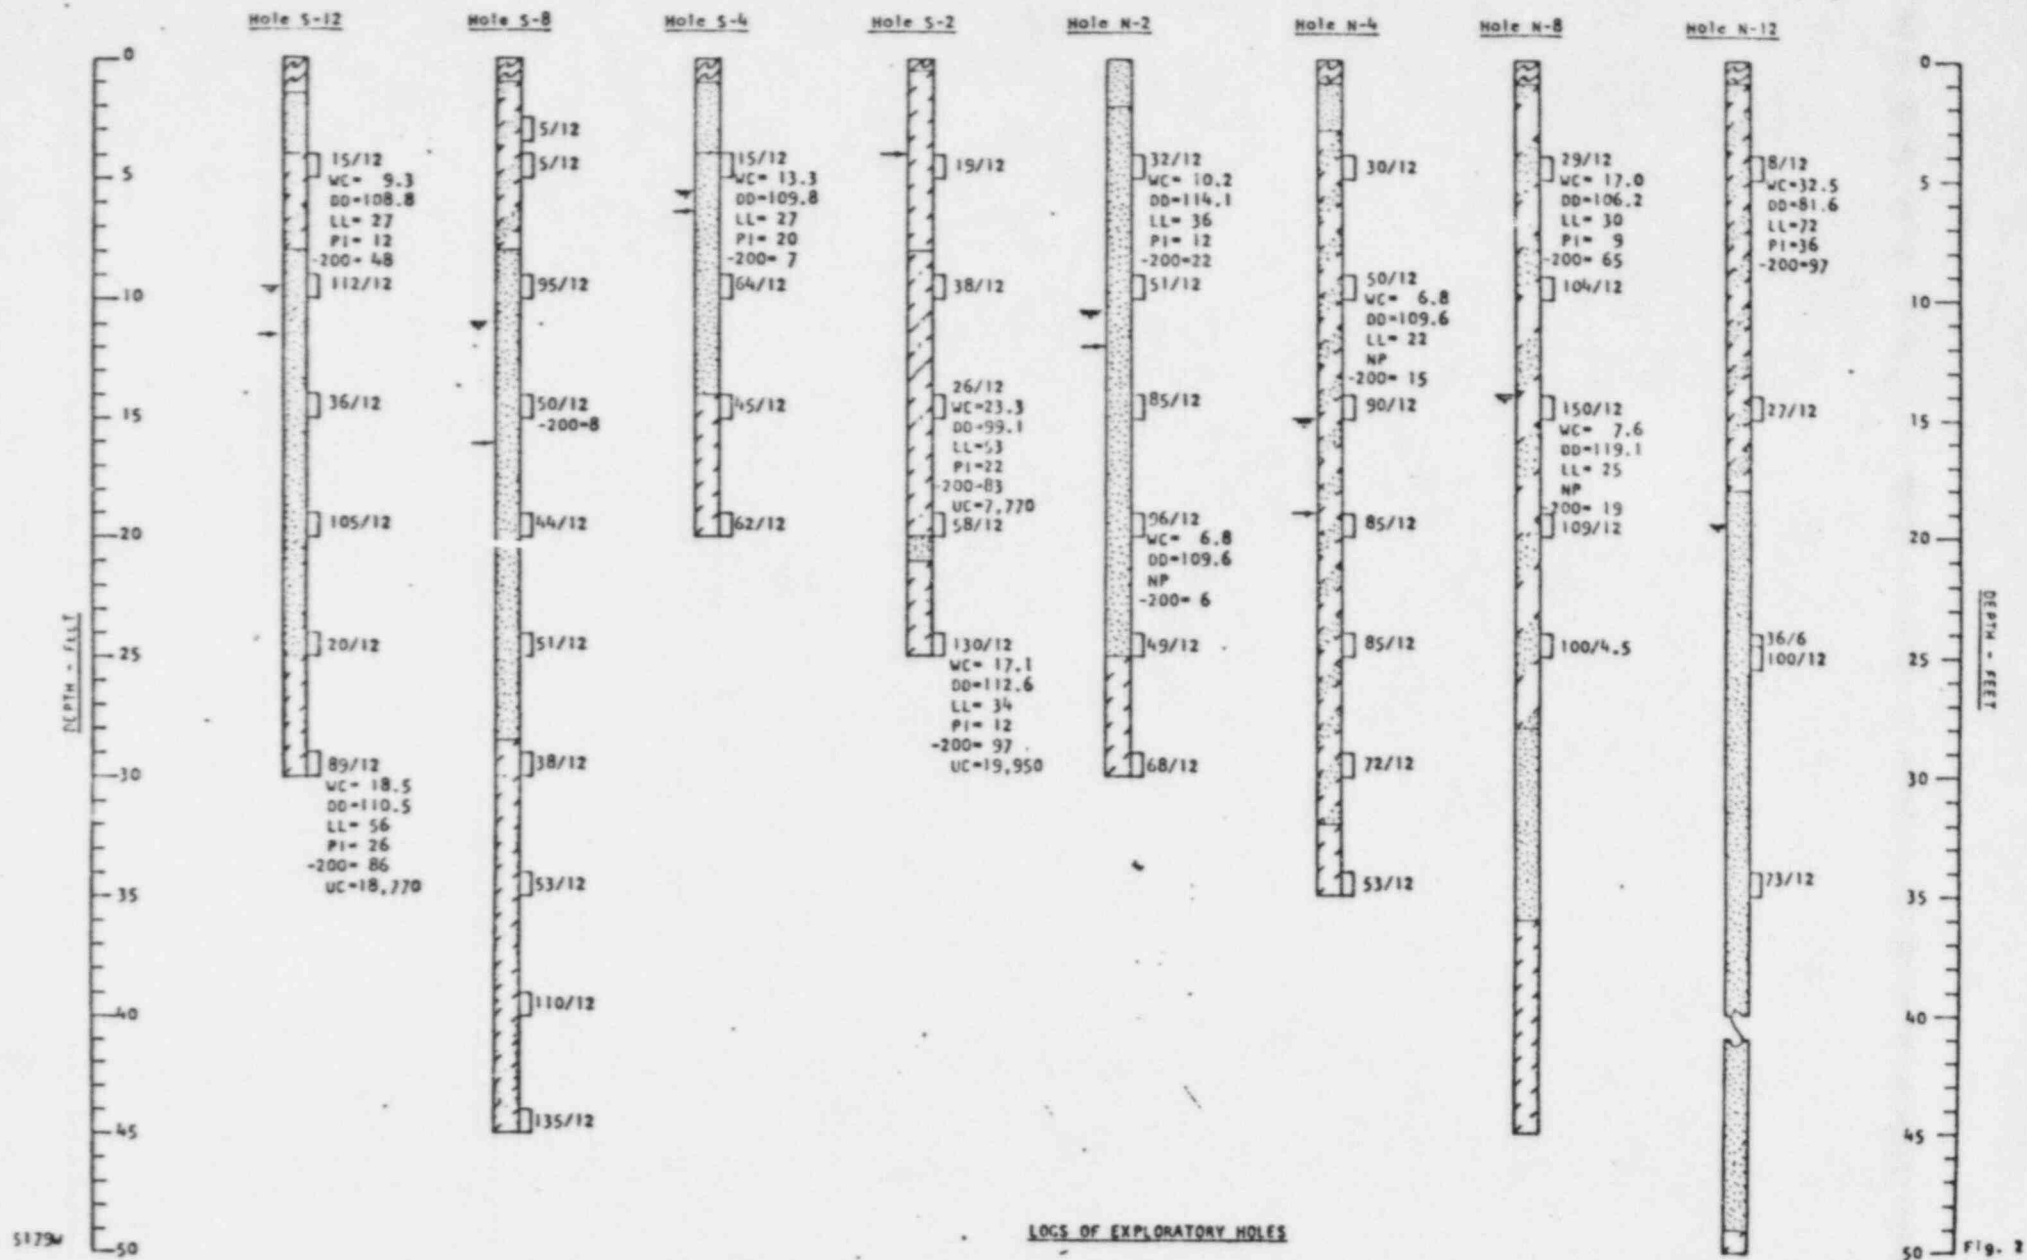 Hole S-12
15/12
WC= 9.3
DD=108.8
LL= 27
PI= 12
-200= 48
112/12
36/12
105/12
20/12
89/12
WC= 18.5
DD=110.5
LL= 56
PI= 26
-200= 86
UC=18,770
Hole S-8
5/12
5/12
95/12
50/12
-200=8
44/12
51/12
38/12
53/12
110/12
135/12
Hole S-4
15/12
WC= 13.3
DD=109.8
LL= 27
PI= 20
-200= 7
64/12
45/12
62/12
Hole S-2
19/12
38/12
26/12
WC=23.3
DD=99.1
LL=53
PI=22
-200=83
UC=7,770
58/12
130/12
WC= 17.1
DD=112.6
LL= 34
PI= 12
-200= 97
UC=19,950
Hole N-2
32/12
WC= 10.2
DD=114.1
LL= 36
PI= 12
-200=22
51/12
85/12
96/12
WC= 6.8
DD=109.6
NP
-200= 6
49/12
68/12
Hole N-4
30/12
50/12
WC= 6.8
DD=109.6
LL= 22
NP
-200= 15
90/12
85/12
85/12
72/12
53/12
Hole N-8
29/12
WC= 17.0
DD=106.2
LL= 30
PI= 9
-200= 65
104/12
150/12
WC= 7.6
DD=119.1
LL= 25
NP
-200= 19
109/12
100/4.5
Hole N-12
8/12
WC=32.5
DD=81.6
LL=72
PI=36
-200=97
27/12
36/6
100/12
73/12
0
5
10
15
20
25
30
35
40
45
50
DEPTH - FEET
0
5
10
15
20
25
30
35
40
45
50
DEPTH - FEET
5179W
LOGS OF EXPLORATORY HOLES
Fig. 2